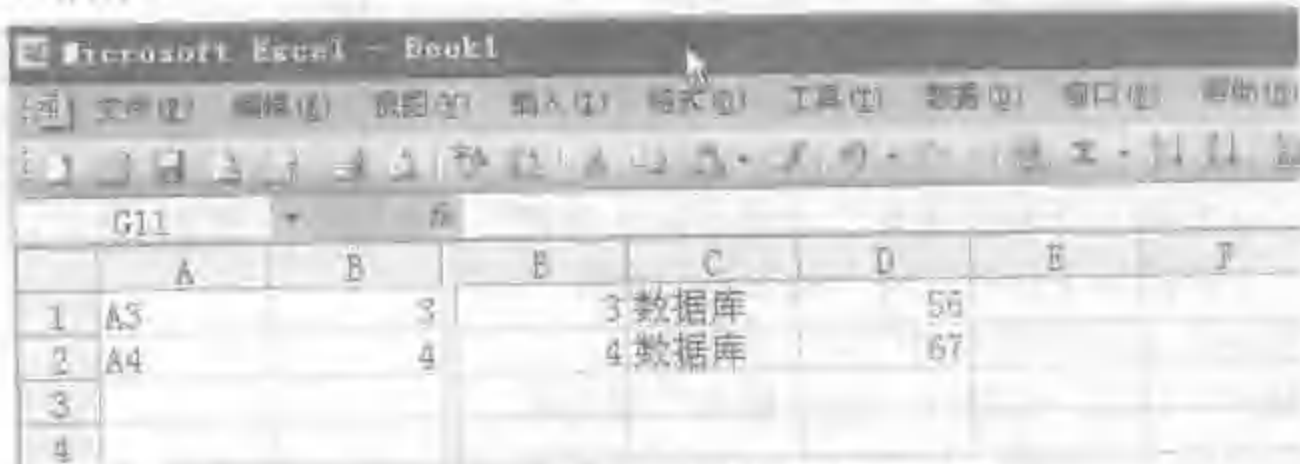 Microsoft Excel - Book1
文件(F) 编辑(E) 视图(V) 插入(I) 格式(O) 工具(T) 数据(D) 窗口(W) 帮助(H)
G11 fx
A B B C D E F
1 A3 3 3 数据库 56
2 A4 4 4 数据库 67
3
4